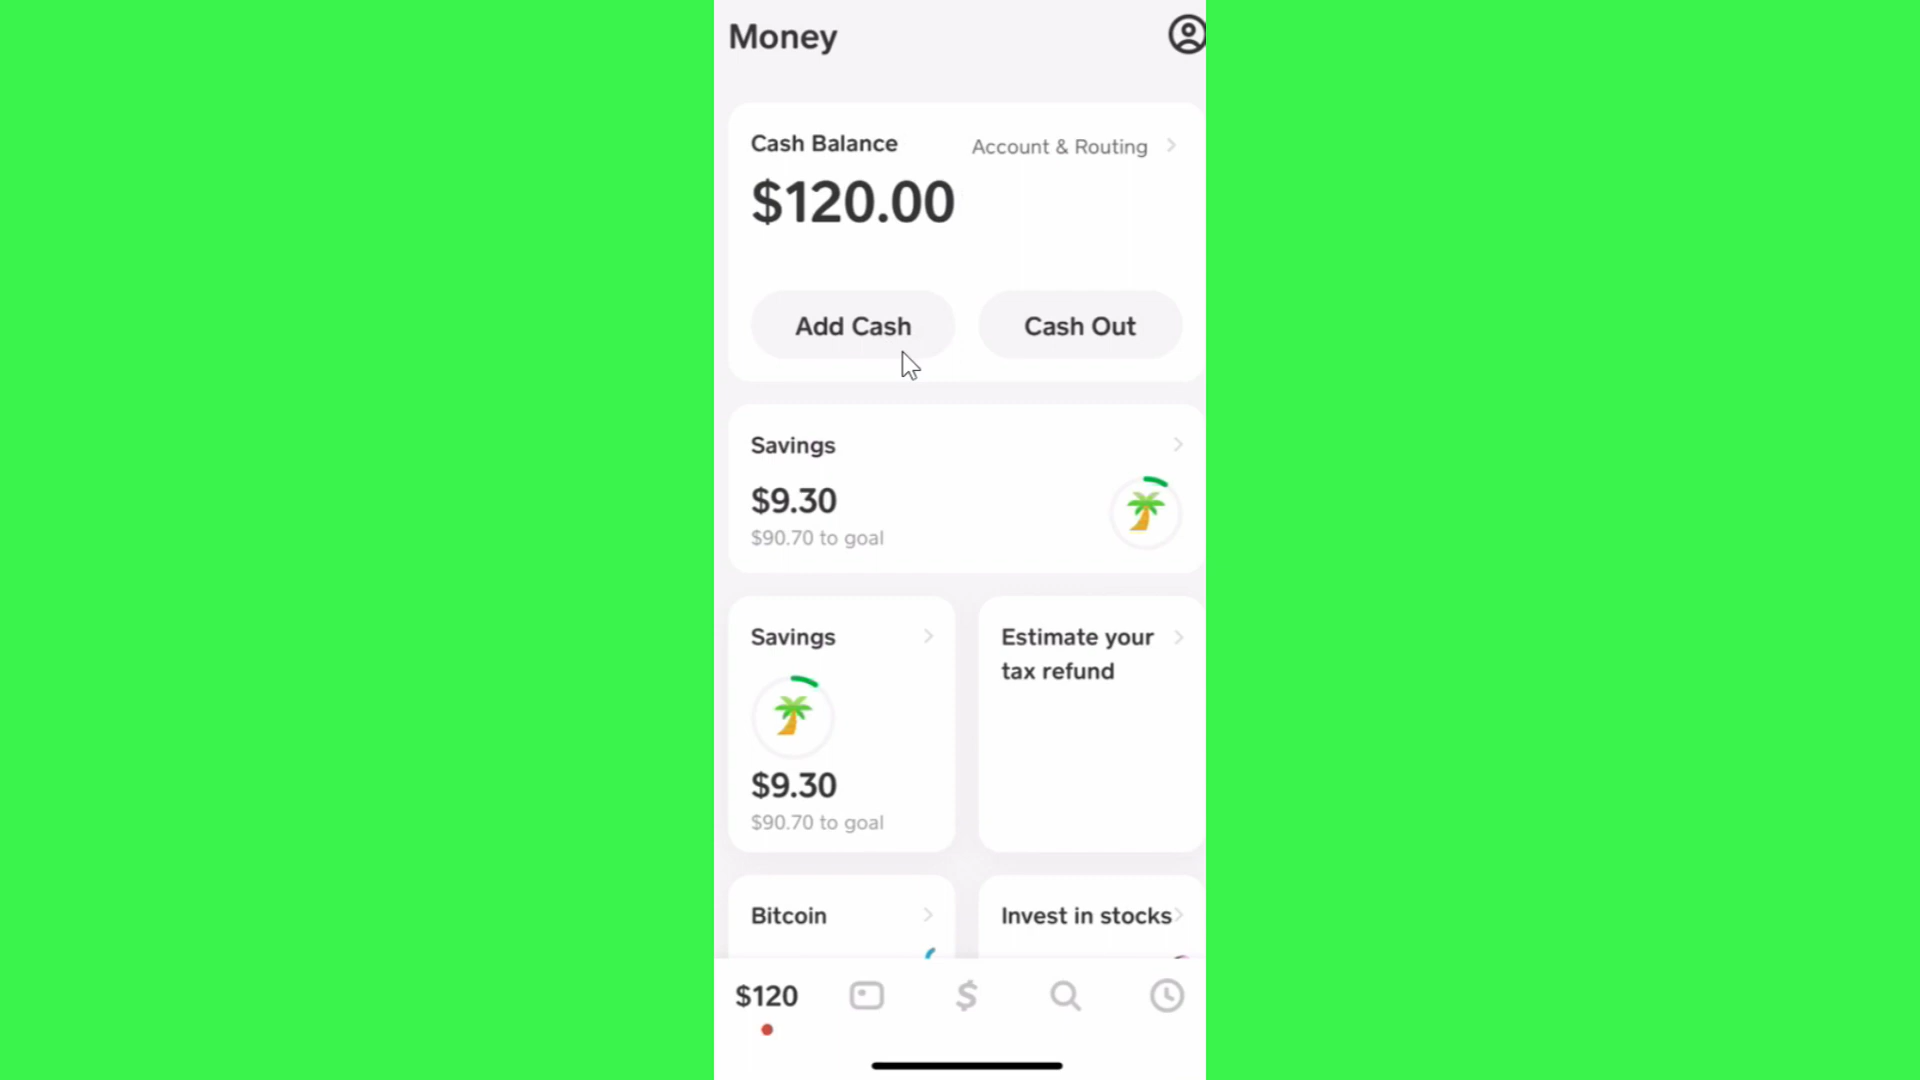 Money
Cash Balance
Account & Routing
$120.00
Add Cash
Cash Out
Savings
$9.30
$90.70 to goal
Savings
$9.30
$90.70 to goal
Estimate your
tax refund
Bitcoin
Invest in stocks
$120
$